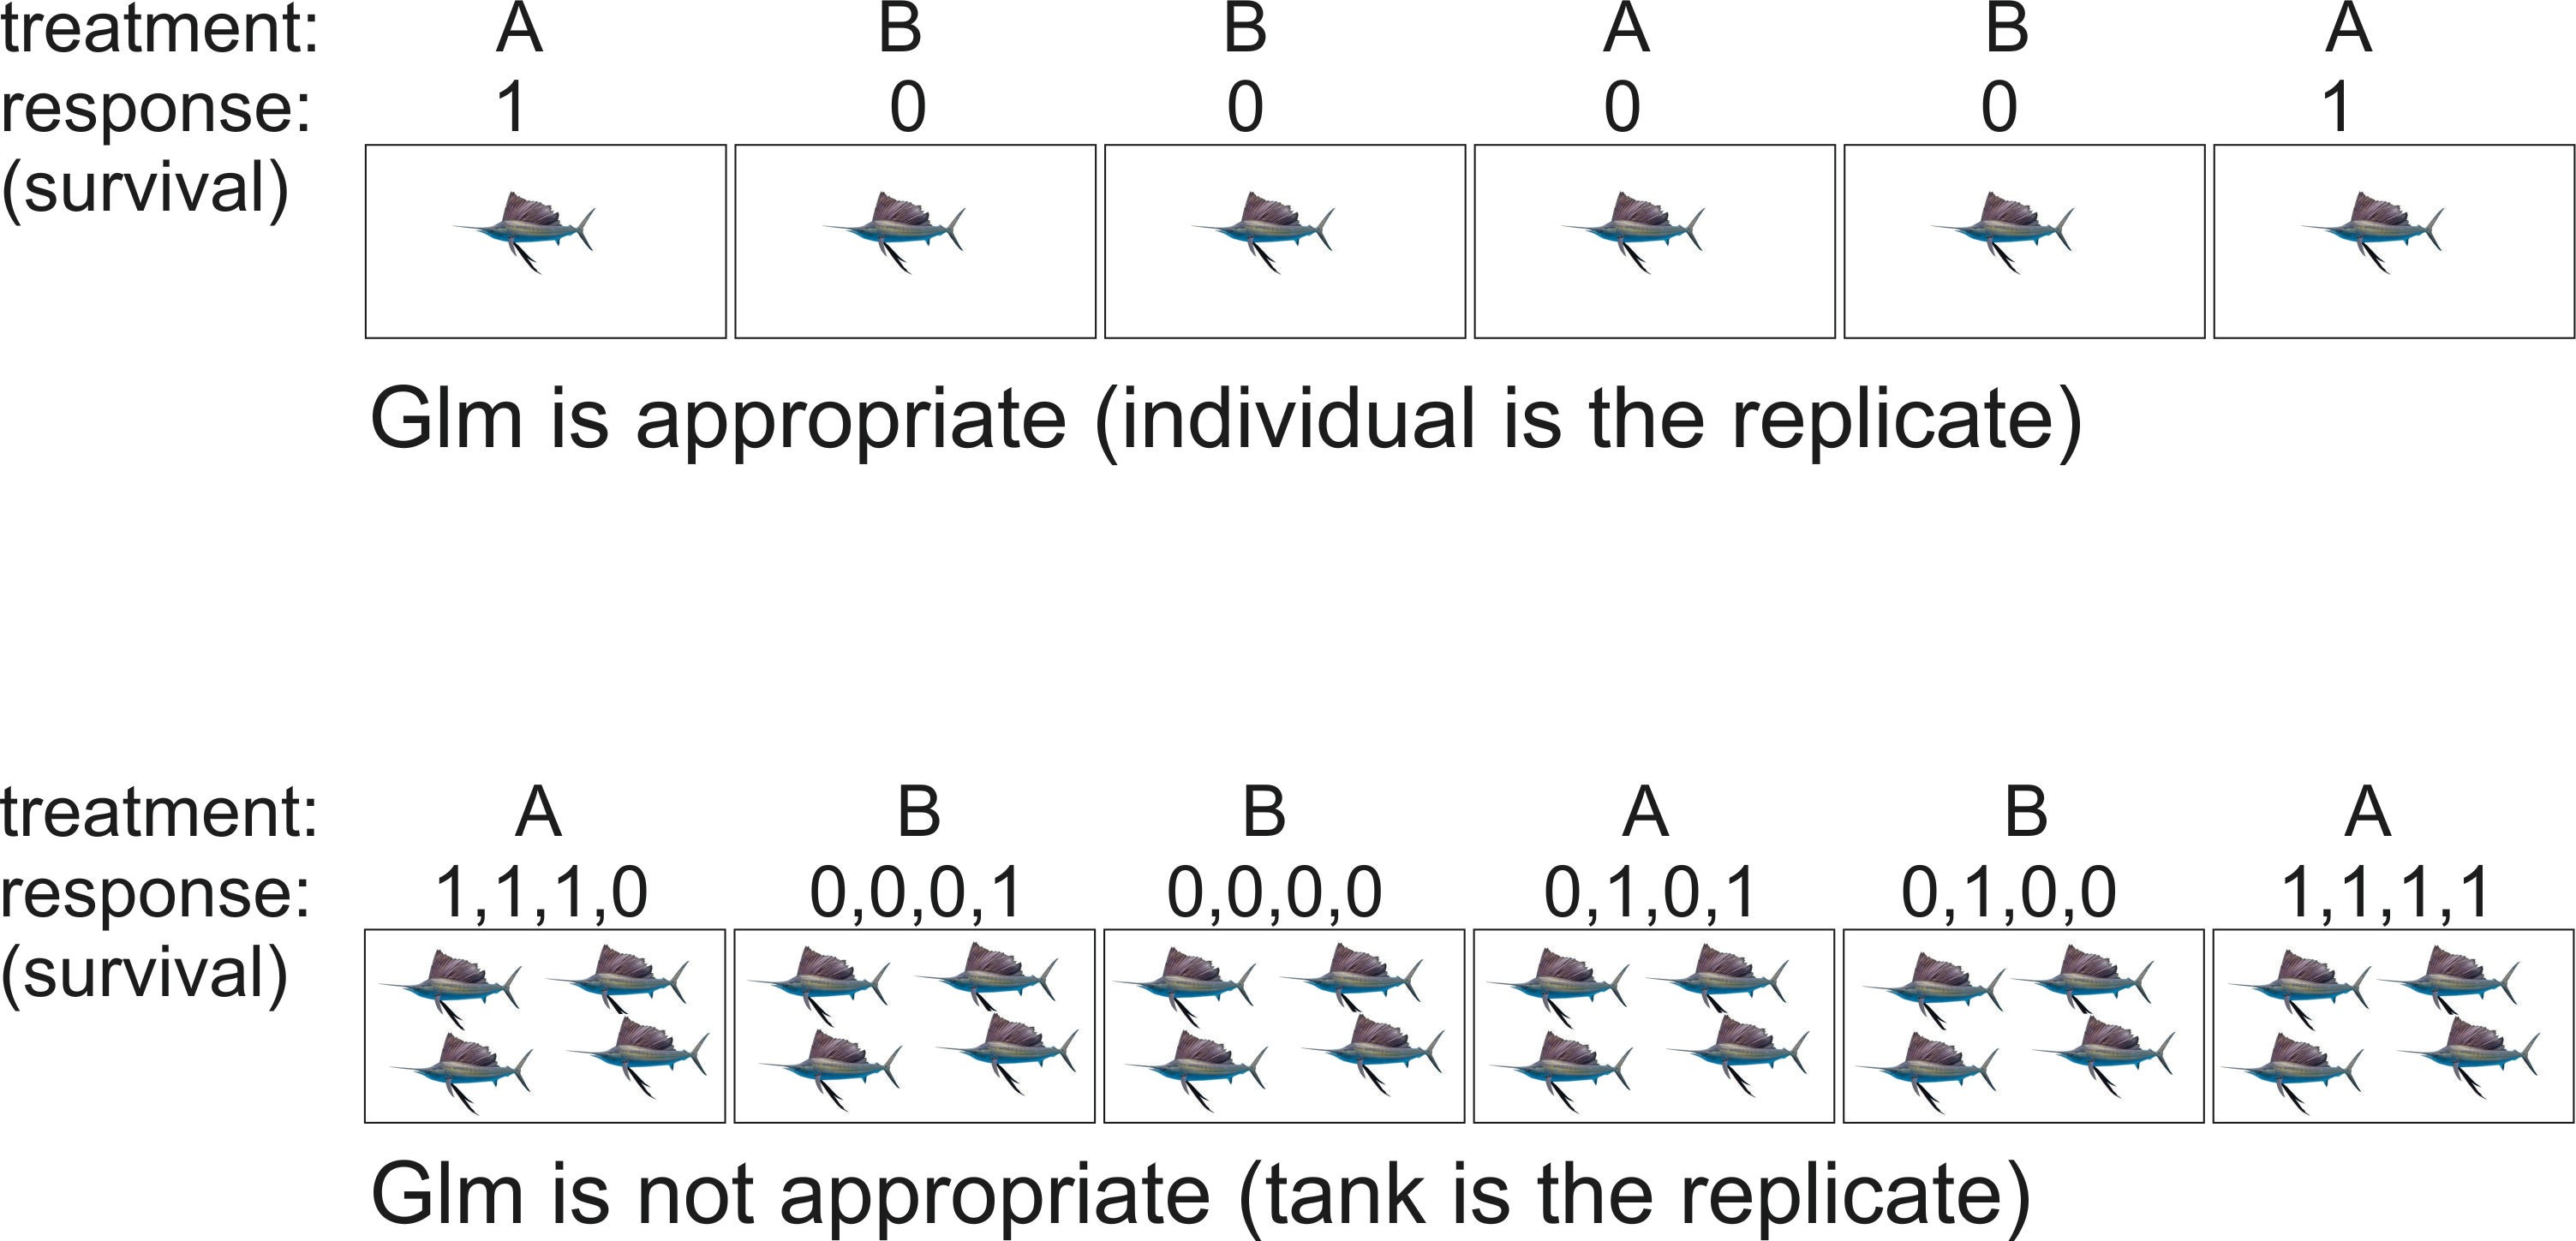 treatment: A B B A B A
response: 1 0 0 0 0 1
(survival)
Glm is appropriate (individual is the replicate)
treatment: A B B A B A
response: 1,1,1,0 0,0,0,1 0,0,0,0 0,1,0,1 0,1,0,0 1,1,1,1
(survival)
Glm is not appropriate (tank is the replicate)